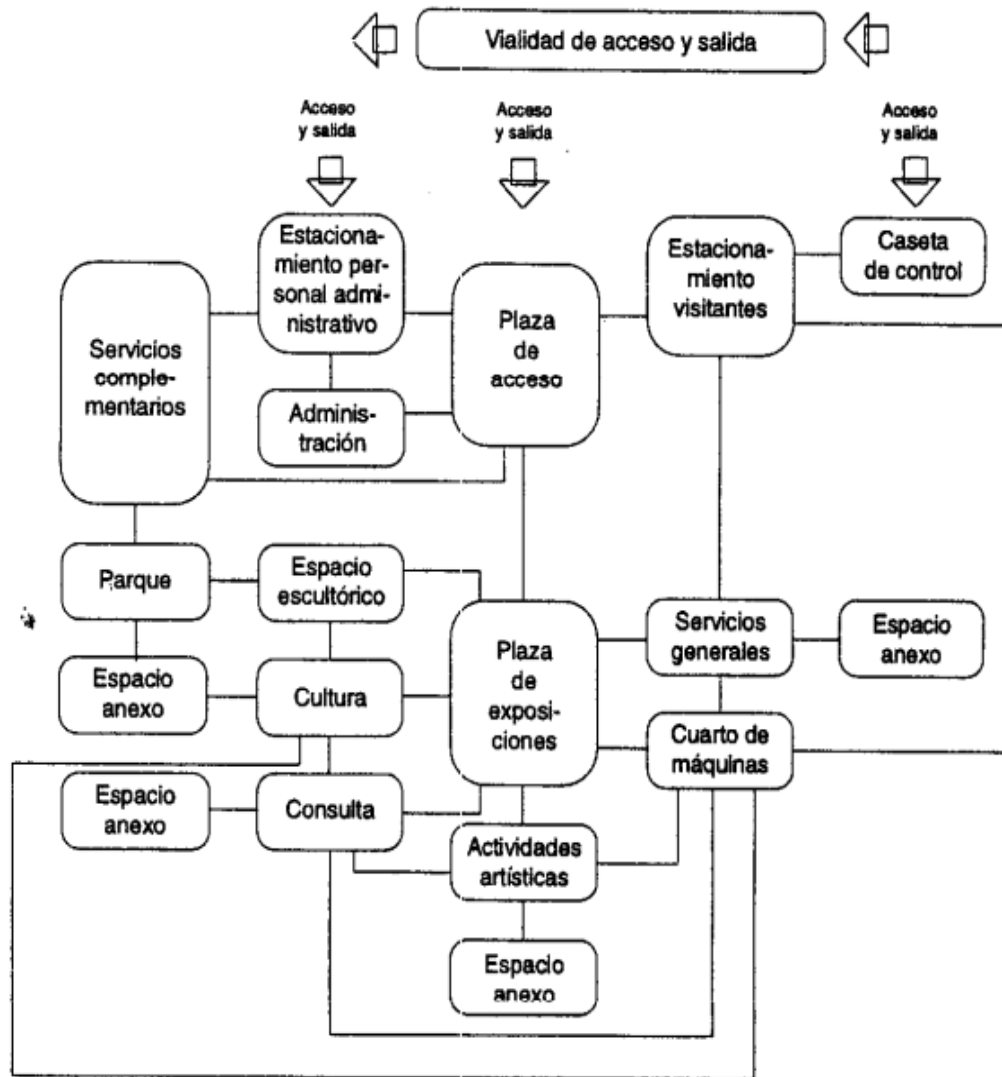 Vialidad de acceso y salida
Acceso
y salida
Acceso
y salida
Acceso
y salida
Estaciona-
miento per-
sonal admi-
nistrativo
Estaciona-
miento
visitantes
Caseta
de control
Servicios
comple-
mentarios
Plaza
de
acceso
Adminis-
tración
Parque
Espacio
escultórico
Plaza
de
exposi-
ciones
Servicios
generales
Espacio
anexo
Espacio
anexo
Cultura
Cuarto de
máquinas
Espacio
anexo
Consulta
Actividades
artísticas
Espacio
anexo